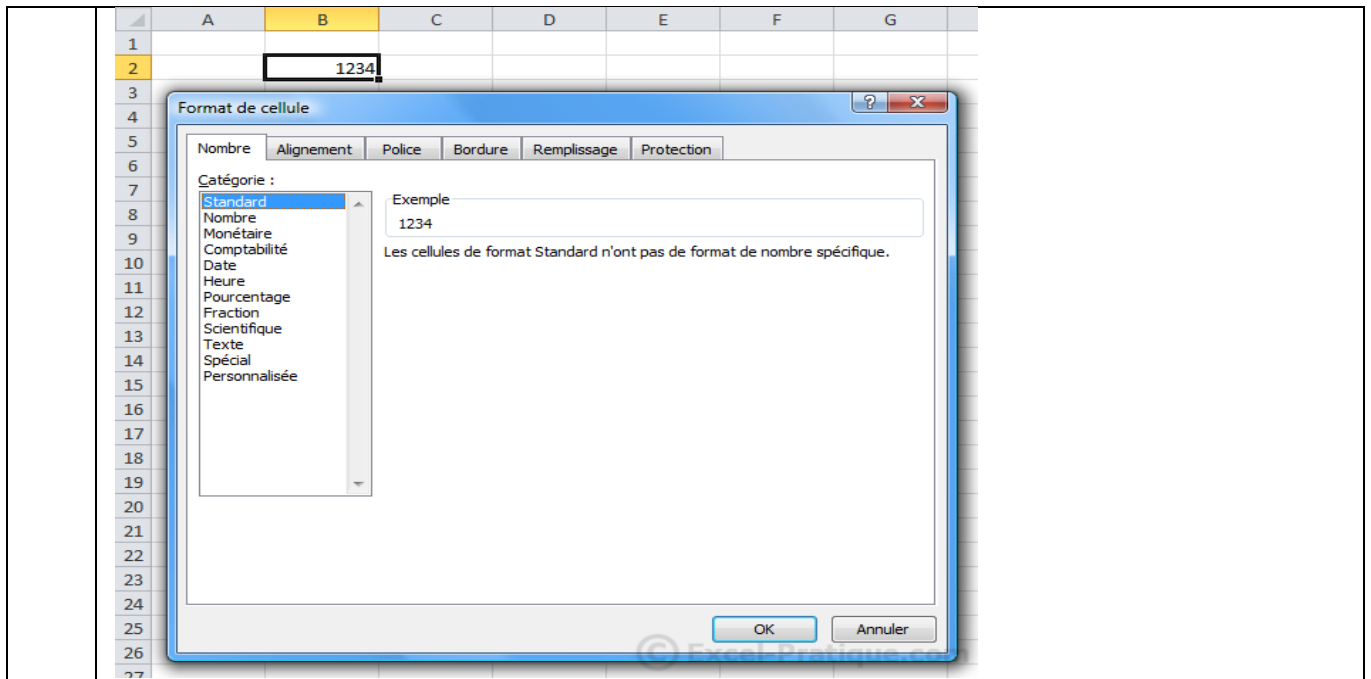 A B C D E F G
1
2 1234
3
4
5
6
7
8
9
10
11
12
13
14
15
16
17
18
19
20
21
22
23
24
25
26
27
Format de cellule
Nombre Alignement Police Bordure Remplissage Protection
Catégorie :
Standard
Nombre
Monétaire
Comptabilité
Date
Heure
Pourcentage
Fraction
Scientifique
Texte
Spécial
Personnalisée
Exemple
1234
Les cellules de format Standard n'ont pas de format de nombre spécifique.
OK Annuler
© Excel-Pratique.com